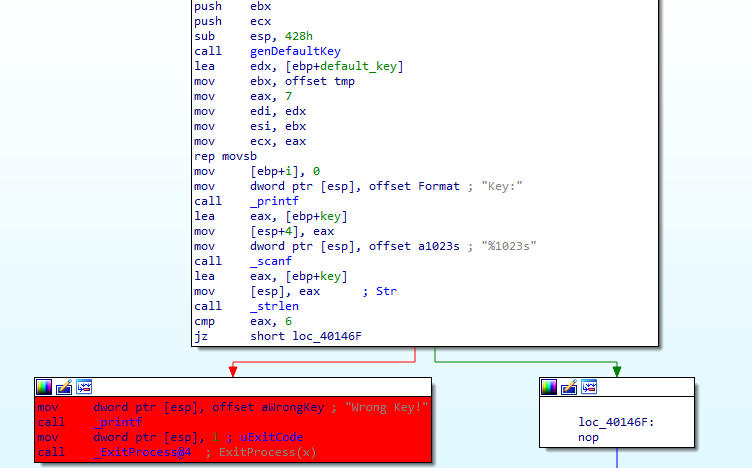 push ebx
push ecx
sub esp, 428h
call genDefaultKey
lea edx, [ebp+default_key]
mov ebx, offset tmp
mov eax, 7
mov edi, edx
mov esi, ebx
mov ecx, eax
rep movsb
mov [ebp+i], 0
mov dword ptr [esp], offset Format ; "Key:"
call _printf
lea eax, [ebp+key]
mov [esp+4], eax
mov dword ptr [esp], offset a1023s ; "%1023s"
call _scanf
lea eax, [ebp+key]
mov [esp], eax ; Str
call _strlen
cmp eax, 6
jz short loc_40146F
mov dword ptr [esp], offset aWrongKey ; "Wrong Key!"
call _printf
mov dword ptr [esp], 1 ; uExitCode
call _ExitProcess@4 ; ExitProcess(x)
loc_40146F:
nop